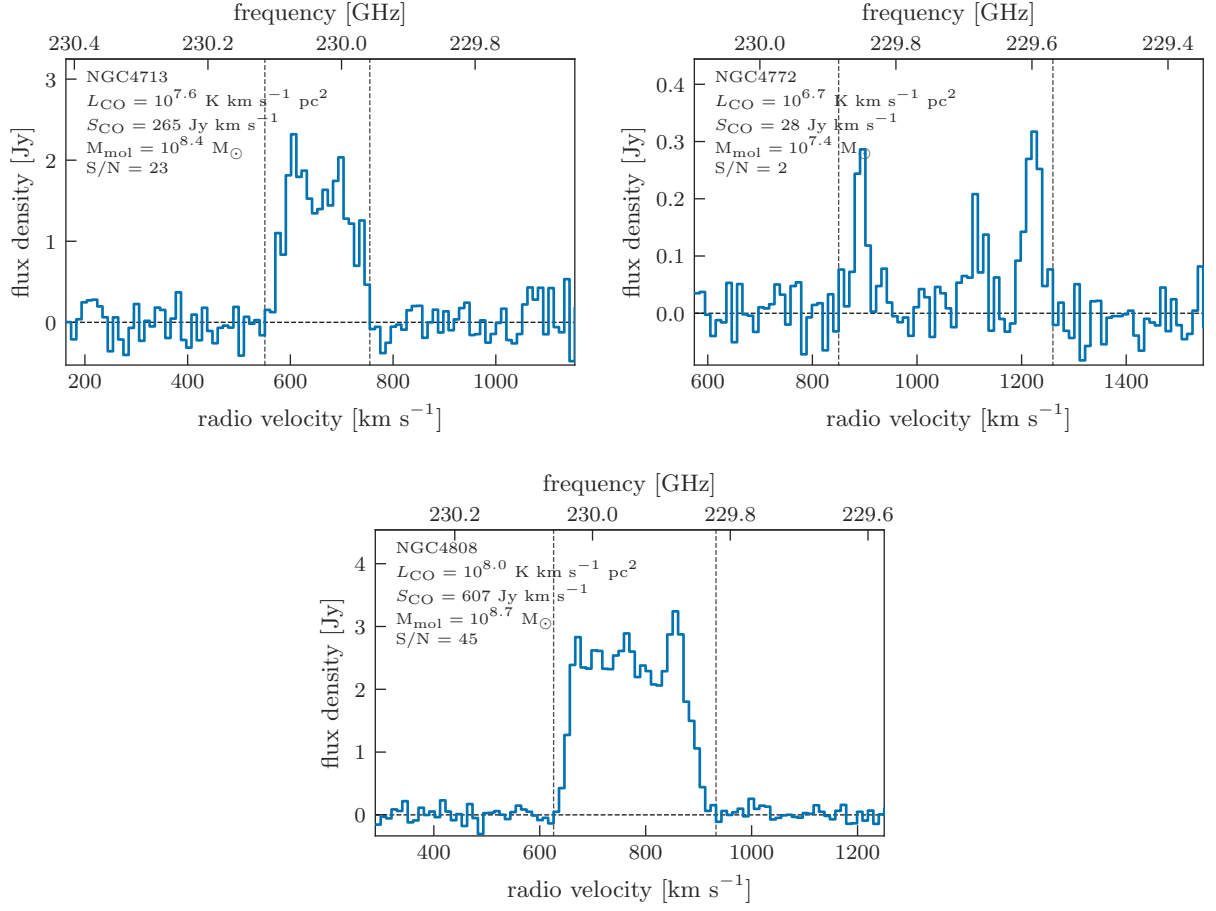 frequency [GHz]
230.4 230.2 230.0 229.8
NGC4713
L_CO = 10^7.6 K km s^−1 pc^2
S_CO = 265 Jy km s^−1
M_mol = 10^8.4 M_⊙
S/N = 23
flux density [Jy]
3
2
1
0
200 400 600 800 1000
radio velocity [km s^−1]
frequency [GHz]
230.0 229.8 229.6 229.4
NGC4772
L_CO = 10^6.7 K km s^−1 pc^2
S_CO = 28 Jy km s^−1
M_mol = 10^7.4 M_⊙
S/N = 2
flux density [Jy]
0.4
0.3
0.2
0.1
0.0
600 800 1000 1200 1400
radio velocity [km s^−1]
frequency [GHz]
230.2 230.0 229.8 229.6
NGC4808
L_CO = 10^8.0 K km s^−1 pc^2
S_CO = 607 Jy km s^−1
M_mol = 10^8.7 M_⊙
S/N = 45
flux density [Jy]
4
3
2
1
0
400 600 800 1000 1200
radio velocity [km s^−1]